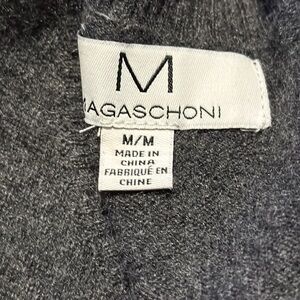 M
MAGASCHONI
M/M
MADE IN
CHINA
FABRIQUÉ EN
CHINE